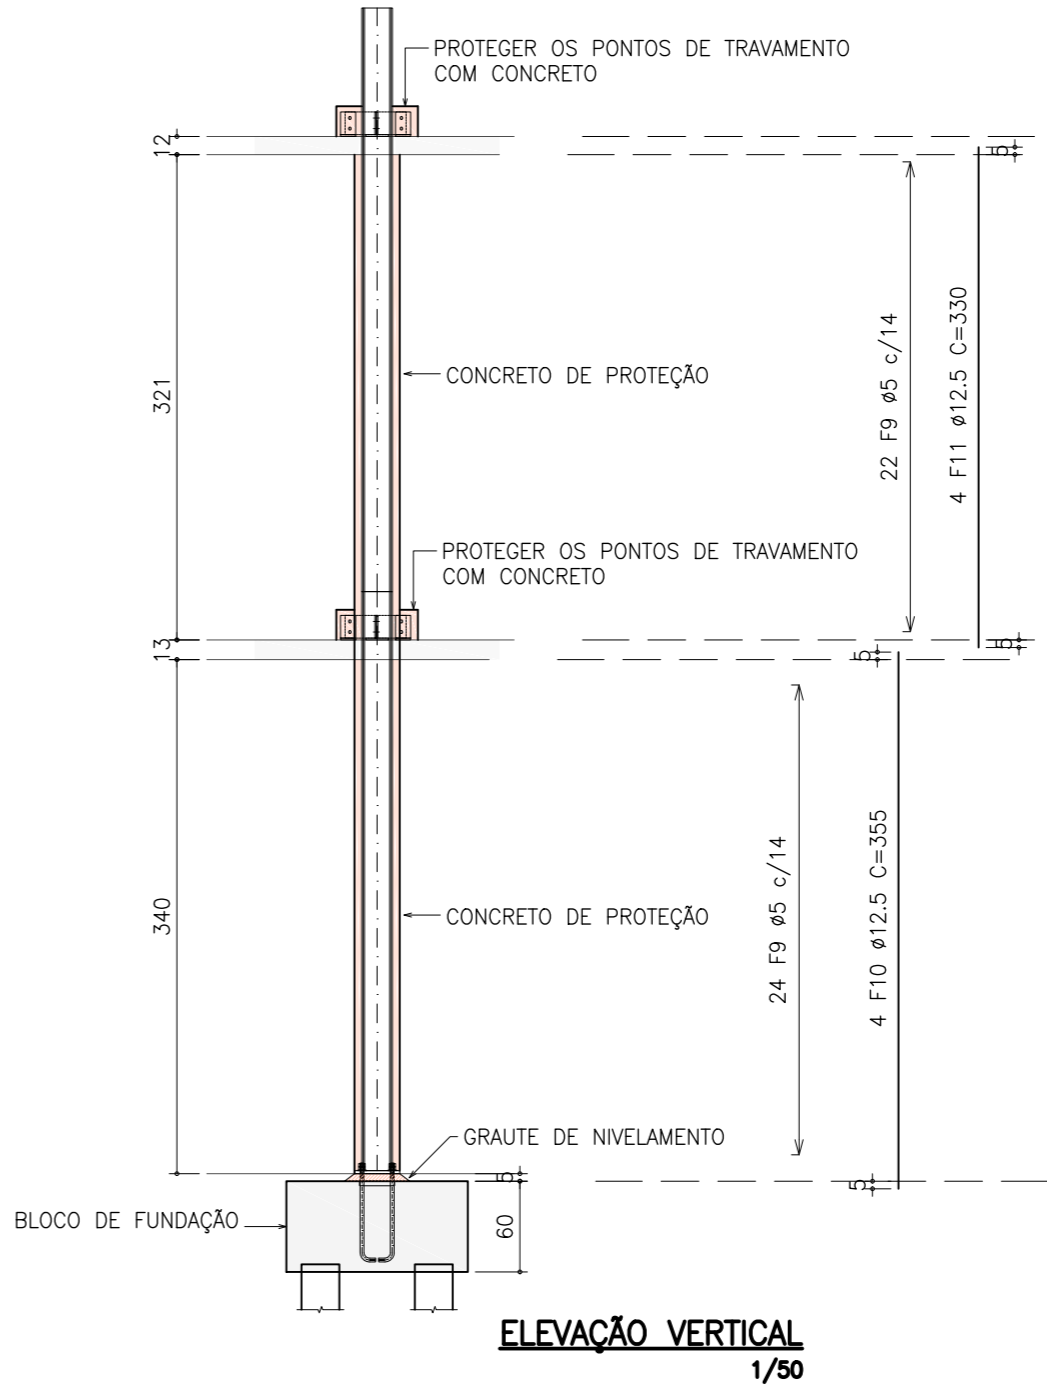 PROTEGER OS PONTOS DE TRAVAMENTO
COM CONCRETO
12
5
321
CONCRETO DE PROTEÇÃO
22 F9 ø5 c/14
4 F11 ø12.5 C=330
PROTEGER OS PONTOS DE TRAVAMENTO
COM CONCRETO
13
5
5
340
CONCRETO DE PROTEÇÃO
24 F9 ø5 c/14
4 F10 ø12.5 C=355
GRAUTE DE NIVELAMENTO
5
5
BLOCO DE FUNDAÇÃO
60
ELEVAÇÃO VERTICAL
1/50